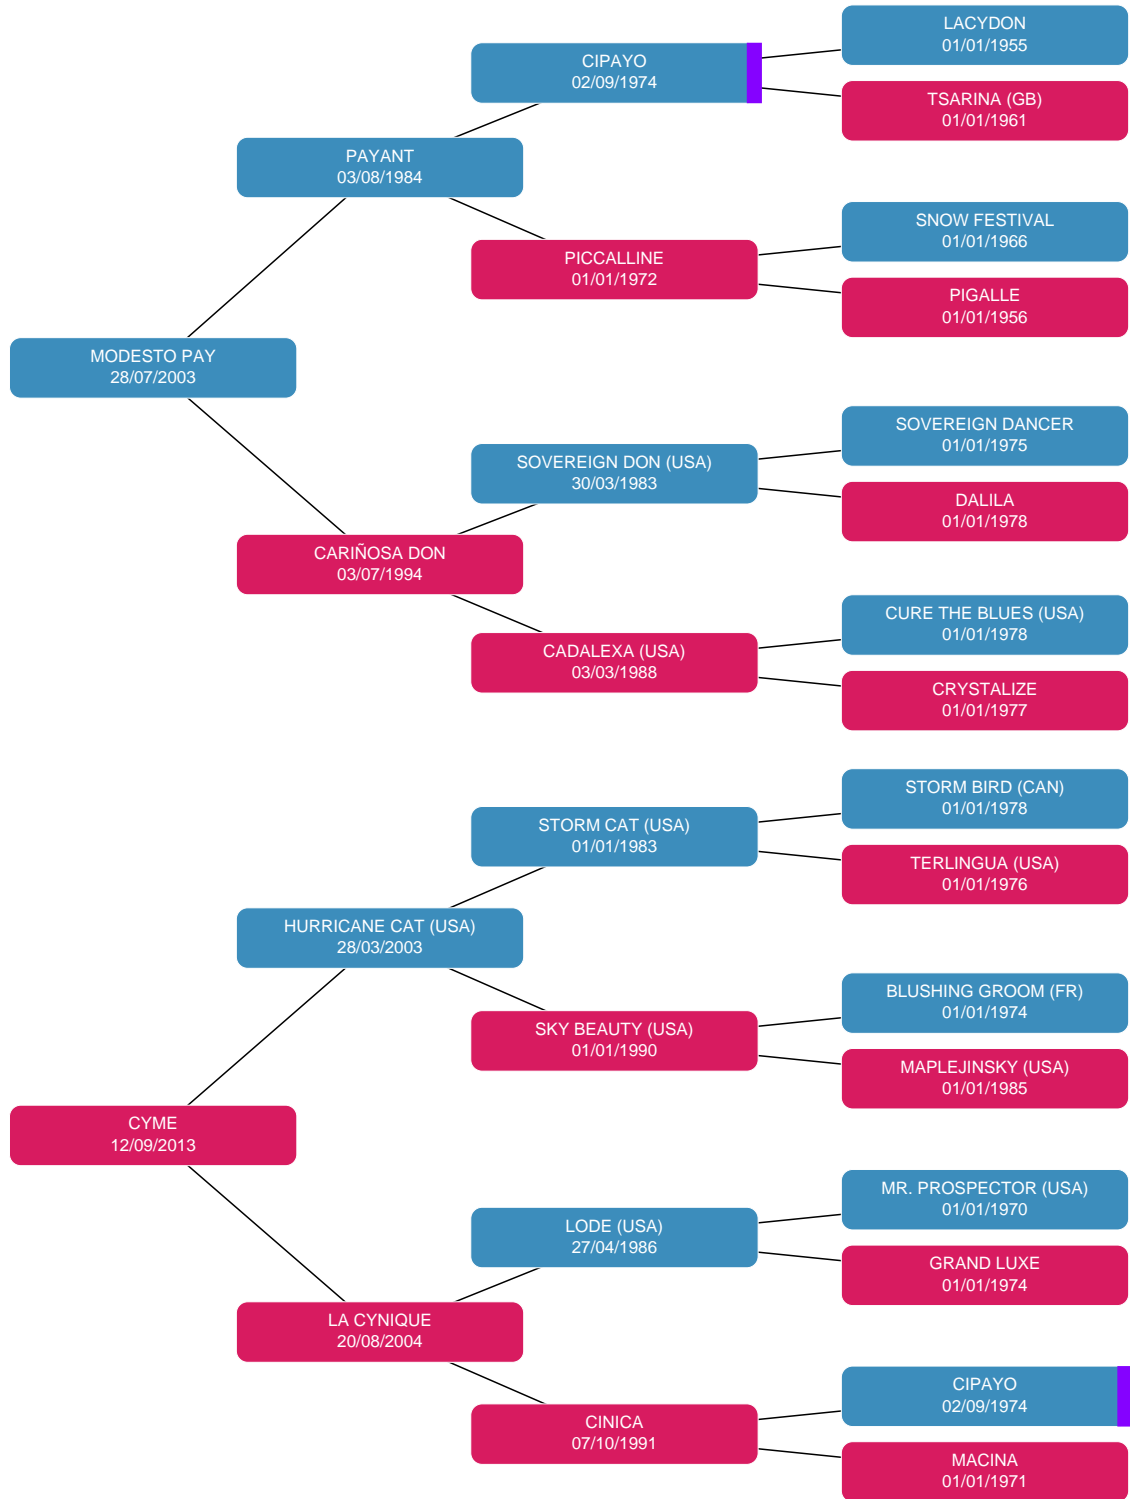 LACYDON
01/01/1955
CIPAYO
02/09/1974
TSARINA (GB)
01/01/1961
PAYANT
03/08/1984
SNOW FESTIVAL
01/01/1966
PICCALLINE
01/01/1972
PIGALLE
01/01/1956
MODESTO PAY
28/07/2003
SOVEREIGN DANCER
01/01/1975
SOVEREIGN DON (USA)
30/03/1983
DALILA
01/01/1978
CARIÑOSA DON
03/07/1994
CURE THE BLUES (USA)
01/01/1978
CADALEXA (USA)
03/03/1988
CRYSTALIZE
01/01/1977
STORM BIRD (CAN)
01/01/1978
STORM CAT (USA)
01/01/1983
TERLINGUA (USA)
01/01/1976
HURRICANE CAT (USA)
28/03/2003
BLUSHING GROOM (FR)
01/01/1974
SKY BEAUTY (USA)
01/01/1990
MAPLEJINSKY (USA)
01/01/1985
CYME
12/09/2013
MR. PROSPECTOR (USA)
01/01/1970
LODE (USA)
27/04/1986
GRAND LUXE
01/01/1974
LA CYNIQUE
20/08/2004
CIPAYO
02/09/1974
CINICA
07/10/1991
MACINA
01/01/1971